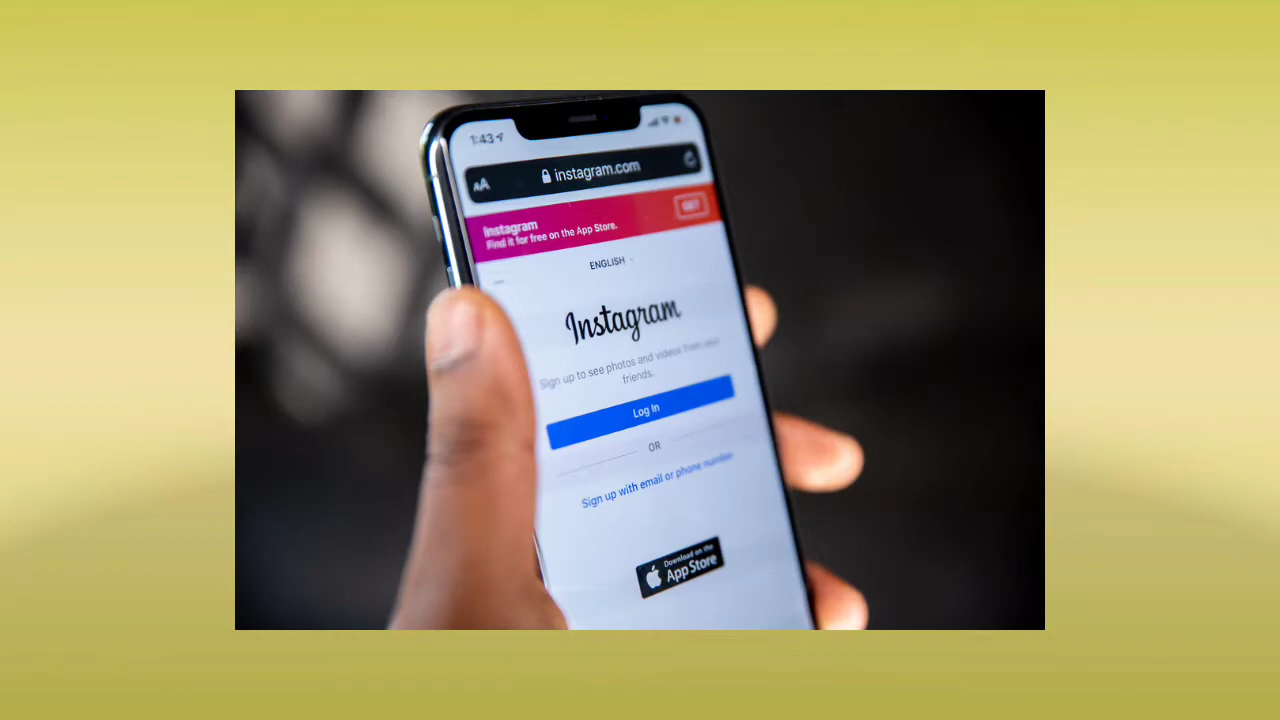 1:43
AA instagram.com
Instagram
Find it for free on the App Store.
GET
ENGLISH
Instagram
Sign up to see photos and videos from your
friends.
Log In
OR
Sign up with email or phone number
Download on the
App Store